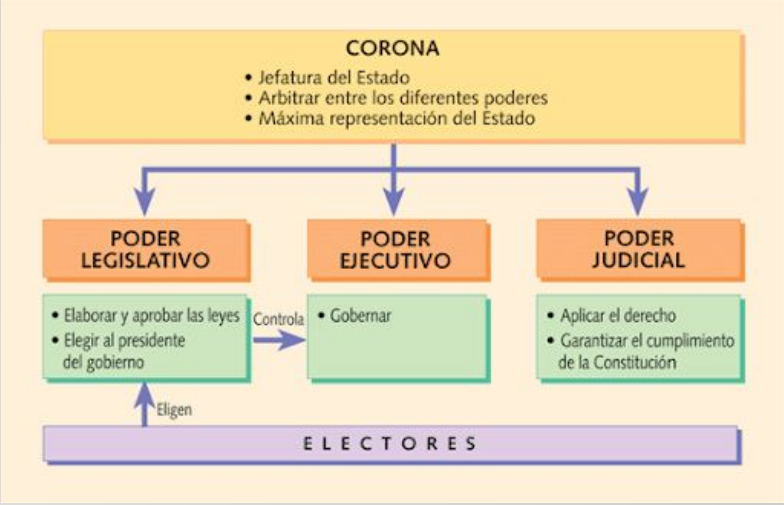 CORONA
• Jefatura del Estado
• Arbitrar entre los diferentes poderes
• Máxima representación del Estado
PODER
LEGISLATIVO
PODER
EJECUTIVO
PODER
JUDICIAL
• Elaborar y aprobar las leyes
• Elegir al presidente
del gobierno
Controla
• Gobernar
• Aplicar el derecho
• Garantizar el cumplimiento
de la Constitución
Eligen
ELECTORES